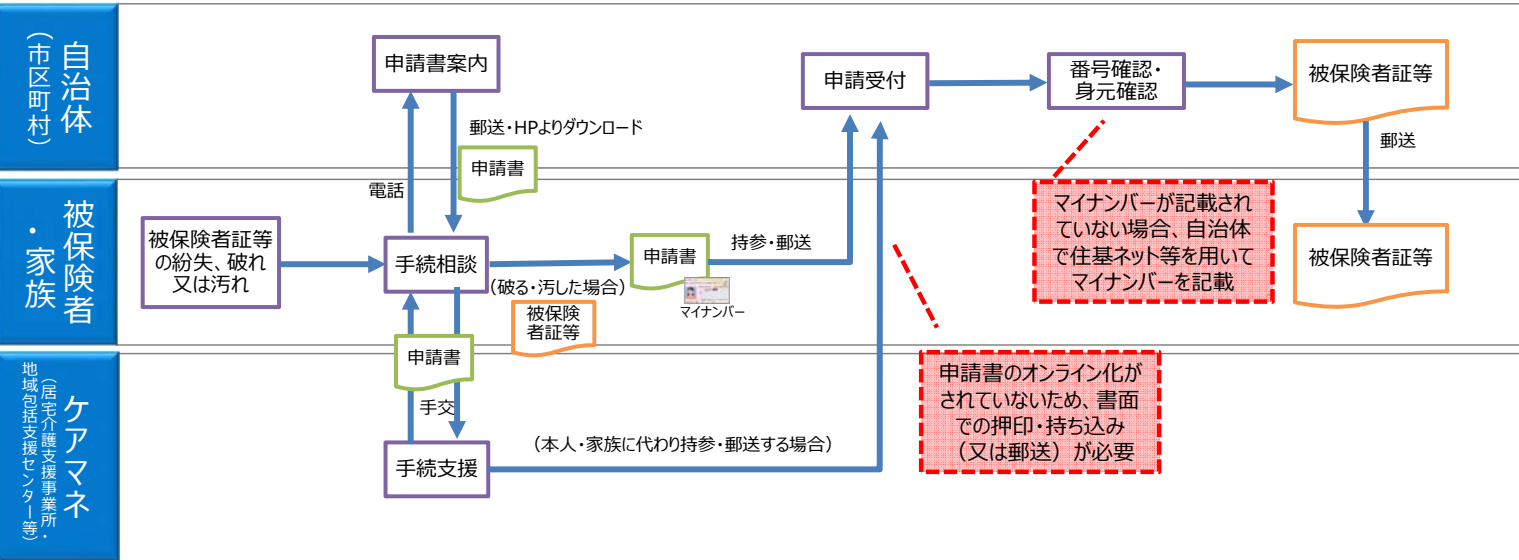 自治体
（市区町村）
申請書案内
申請受付
番号確認・
身元確認
被保険者証等
郵送・HPよりダウンロード
申請書
電話
郵送
被保険者
・家族
被保険者証等
の紛失、破れ
又は汚れ
手続相談
（破る・汚した場合）
被保険
者証等
申請書
マイナンバー
持参・郵送
マイナンバーが記載され
ていない場合、自治体
で住基ネット等を用いて
マイナンバーを記載
被保険者証等
ケアマネ
（居宅介護支援事業所・
地域包括支援センター等）
申請書
手交
手続支援
（本人・家族に代わり持参・郵送する場合）
申請書のオンライン化が
されていないため、書面
での押印・持ち込み
（又は郵送）が必要